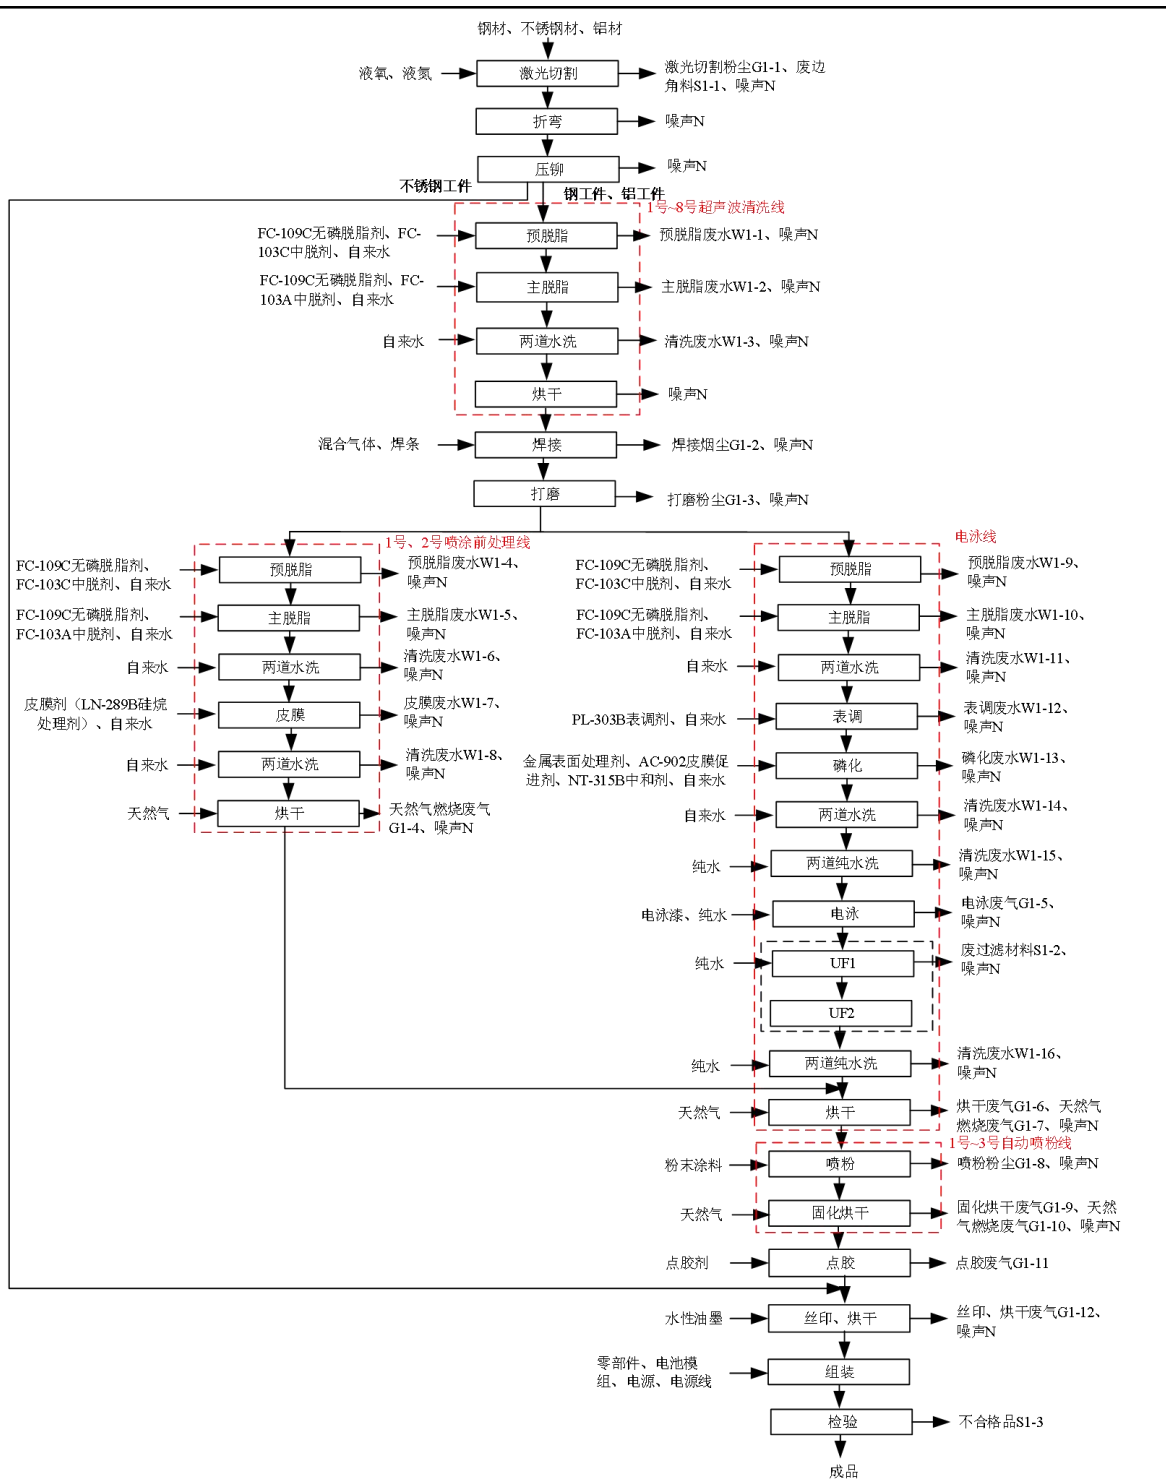 钢材、不锈钢材、铝材
液氧、液氮
激光切割
激光切割粉尘G1-1、废边
角料S1-1、噪声N
折弯
噪声N
压铆
噪声N
不锈钢工件
钢工件、铝工件
1号~8号超声波清洗线
FC-109C无磷脱脂剂、FC-
103C中脱剂、自来水
预脱脂
预脱脂废水W1-1、噪声N
FC-109C无磷脱脂剂、FC-
103A中脱剂、自来水
主脱脂
主脱脂废水W1-2、噪声N
自来水
两道水洗
清洗废水W1-3、噪声N
烘干
噪声N
混合气体、焊条
焊接
焊接烟尘G1-2、噪声N
打磨
打磨粉尘G1-3、噪声N
1号、2号喷涂前处理线
FC-109C无磷脱脂剂、
FC-103C中脱剂、自来水
预脱脂
预脱脂废水W1-4、
噪声N
FC-109C无磷脱脂剂、
FC-103A中脱剂、自来水
主脱脂
主脱脂废水W1-5、
噪声N
自来水
两道水洗
清洗废水W1-6、
噪声N
皮膜剂（LN-289B硅烷
处理剂）、自来水
皮膜
皮膜废水W1-7、
噪声N
自来水
两道水洗
清洗废水W1-8、
噪声N
天然气
烘干
天然气燃烧废气
G1-4、噪声N
电泳线
FC-109C无磷脱脂剂、
FC-103C中脱剂、自来水
预脱脂
预脱脂废水W1-9、
噪声N
FC-109C无磷脱脂剂、
FC-103A中脱剂、自来水
主脱脂
主脱脂废水W1-10、
噪声N
自来水
两道水洗
清洗废水W1-11、
噪声N
PL-303B表调剂、自来水
表调
表调废水W1-12、
噪声N
金属表面处理剂、AC-902皮膜促
进剂、NT-315B中和剂、自来水
磷化
磷化废水W1-13、
噪声N
自来水
两道水洗
清洗废水W1-14、
噪声N
纯水
两道纯水洗
清洗废水W1-15、
噪声N
电泳漆、纯水
电泳
电泳废气G1-5、
噪声N
纯水
UF1
废过滤材料S1-2、
噪声N
UF2
纯水
两道纯水洗
清洗废水W1-16、
噪声N
天然气
烘干
烘干废气G1-6、天然气
燃烧废气G1-7、噪声N
1号~3号自动喷粉线
粉末涂料
喷粉
喷粉粉尘G1-8、噪声N
天然气
固化烘干
固化烘干废气G1-9、天然
气燃烧废气G1-10、噪声N
点胶剂
点胶
点胶废气G1-11
水性油墨
丝印、烘干
丝印、烘干废气G1-12、
噪声N
零部件、电池模
组、电源、电源线
组装
检验
不合格品S1-3
成品